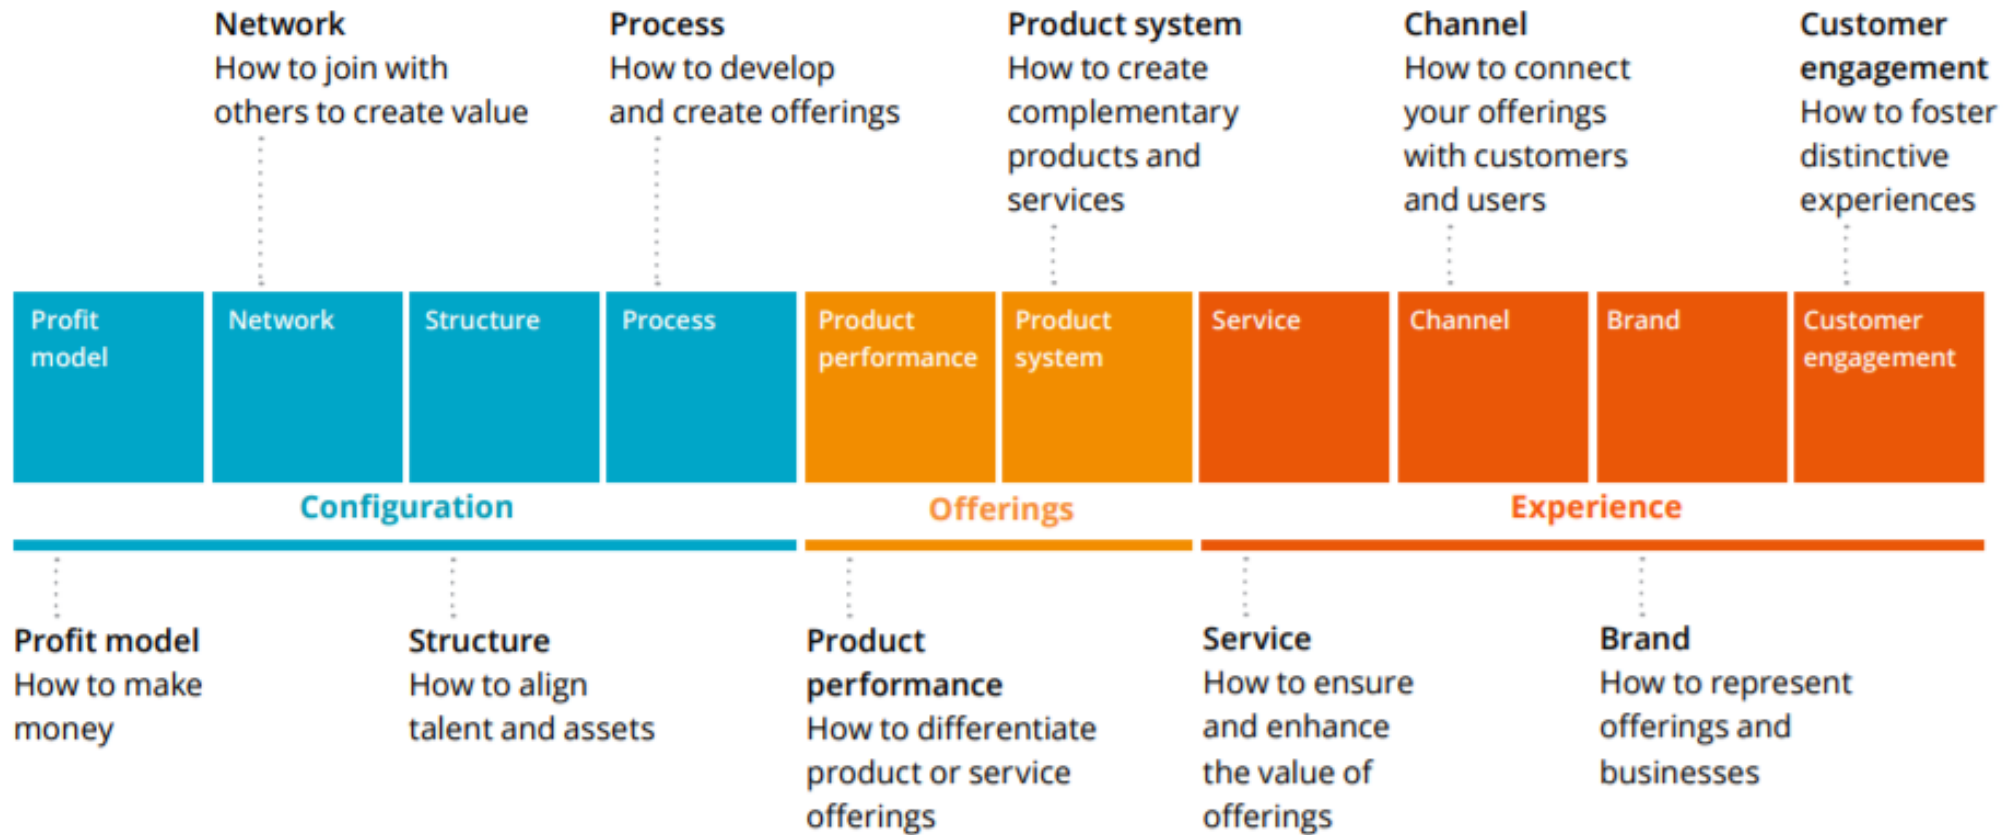 Network
How to join with
others to create value
Process
How to develop
and create offerings
Product system
How to create
complementary
products and
services
Channel
How to connect
your offerings
with customers
and users
Customer
engagement
How to foster
distinctive
experiences
Profit
model
Network
Structure
Process
Product
performance
Product
system
Service
Channel
Brand
Customer
engagement
Configuration
Offerings
Experience
Profit model
How to make
money
Structure
How to align
talent and assets
Product
performance
How to differentiate
product or service
offerings
Service
How to ensure
and enhance
the value of
offerings
Brand
How to represent
offerings and
businesses